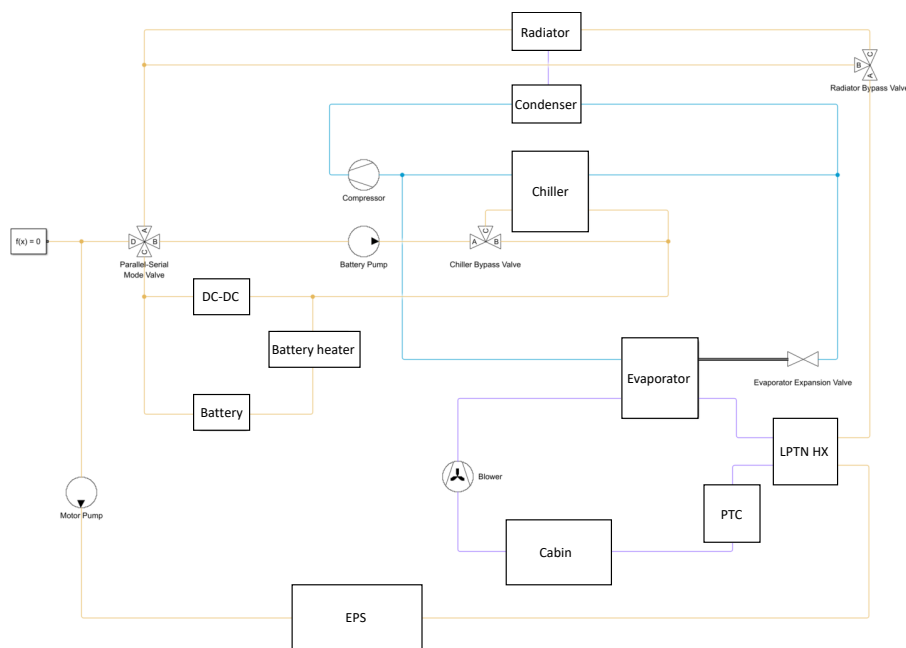 Radiator
C
B
A
Radiator Bypass Valve
Condenser
Compressor
Chiller
f(x) = 0
A
D
B
C
Parallel-Serial
Mode Valve
Battery Pump
C
A
B
Chiller Bypass Valve
DC-DC
Battery heater
Battery
Evaporator
Evaporator Expansion Valve
LPTN HX
Blower
PTC
Motor Pump
Cabin
EPS